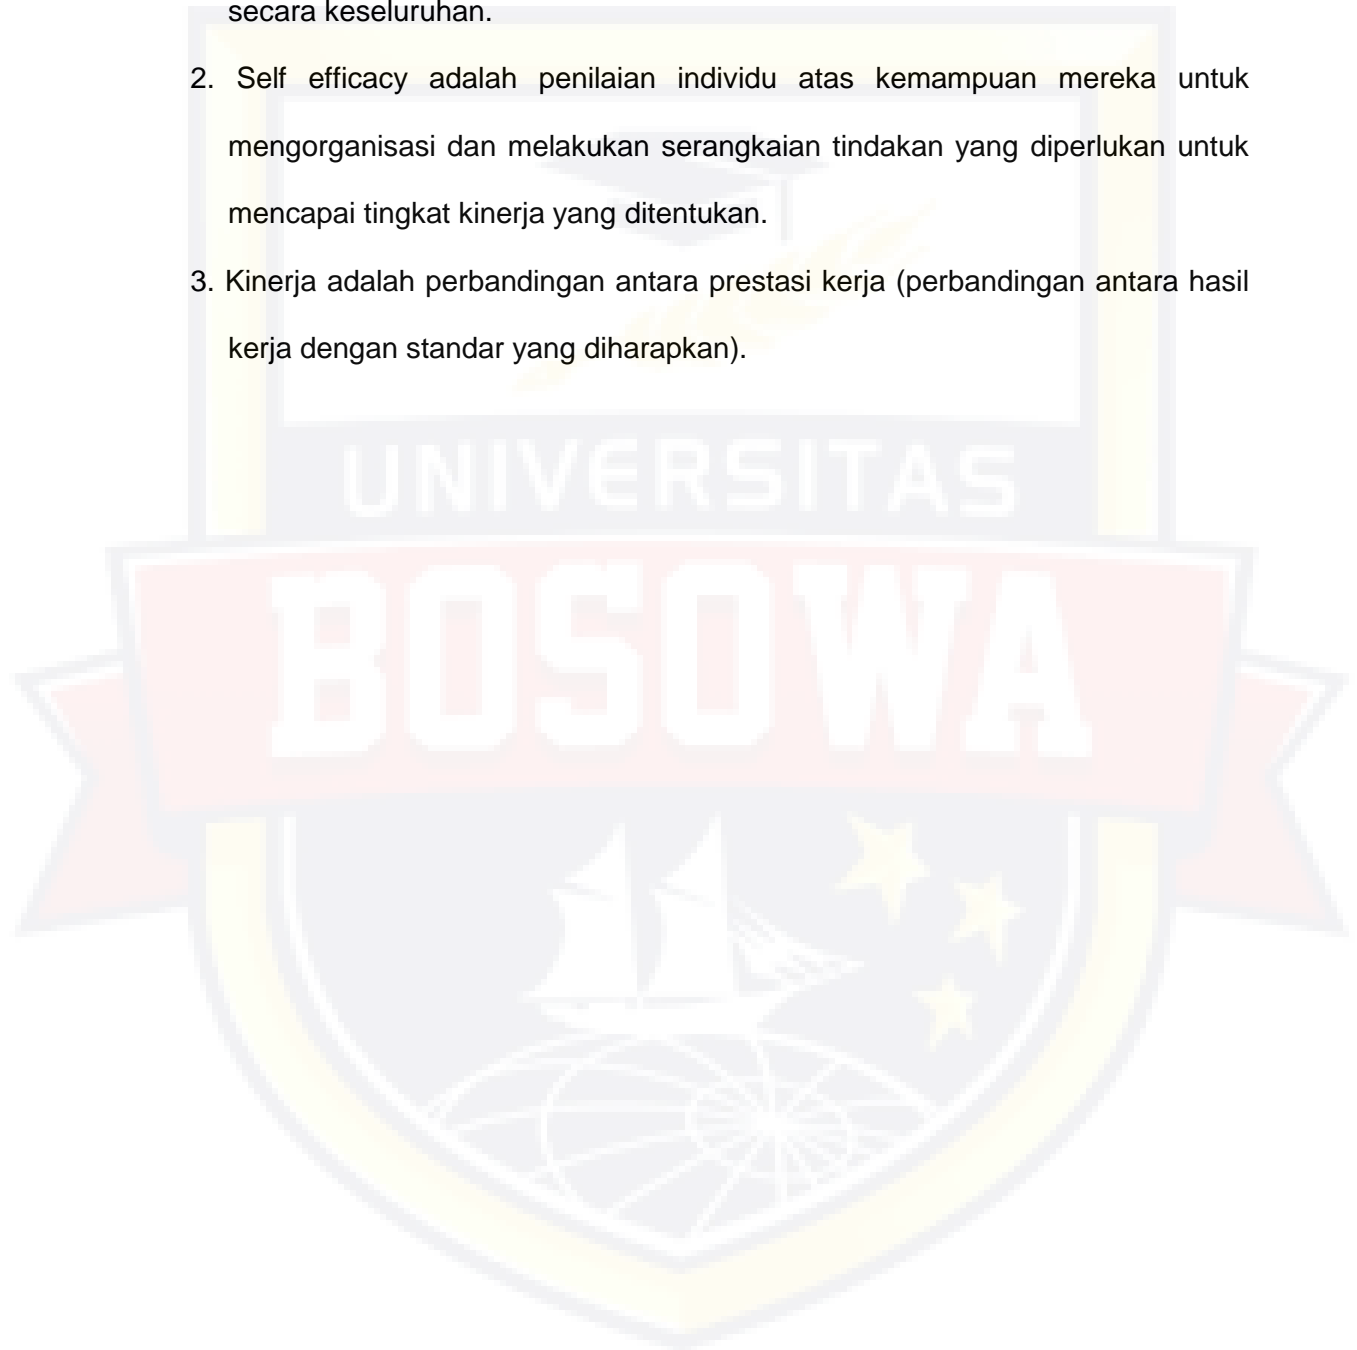 secara keseluruhan.
2. Self efficacy adalah penilaian individu atas kemampuan mereka untuk
mengorganisasi dan melakukan serangkaian tindakan yang diperlukan untuk
mencapai tingkat kinerja yang ditentukan.
3. Kinerja adalah perbandingan antara prestasi kerja (perbandingan antara hasil
kerja dengan standar yang diharapkan).
UNIVERSITAS
BOSOWA